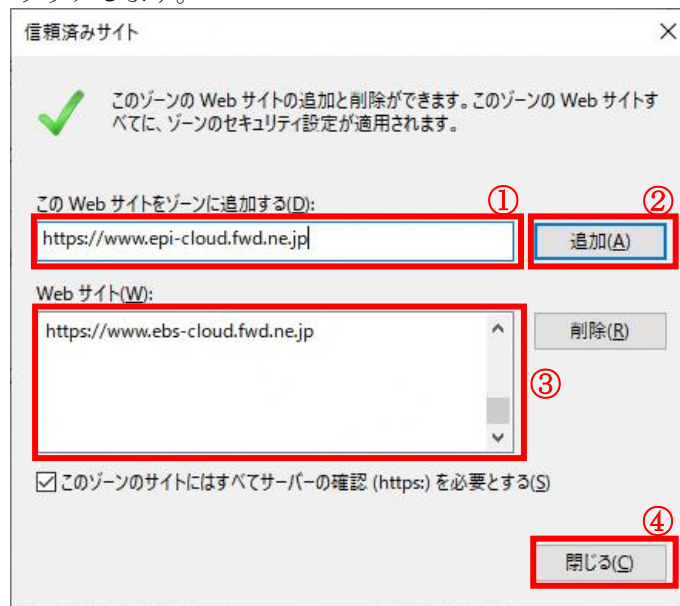 クリックします。
信頼済みサイト
このゾーンの Web サイトの追加と削除ができます。このゾーンの Web サイトす
べてに、ゾーンのセキュリティ設定が適用されます。
この Web サイトをゾーンに追加する(D):
①
②
https://www.epi-cloud.fwd.ne.jp
追加(A)
Web サイト(W):
https://www.ebs-cloud.fwd.ne.jp
削除(R)
③
このゾーンのサイトにはすべてサーバーの確認 (https:) を必要とする(S)
④
閉じる(C)